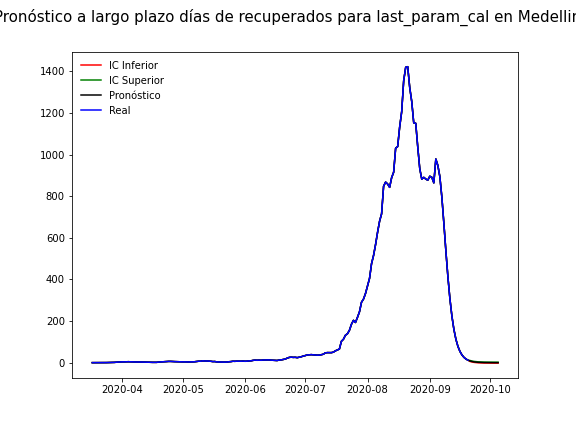 Pronóstico a largo plazo días de recuperados para last_param_cal en Medellin
IC Inferior
IC Superior
Pronóstico
Real
1400
1200
1000
800
600
400
200
0
2020-04 2020-05 2020-06 2020-07 2020-08 2020-09 2020-10